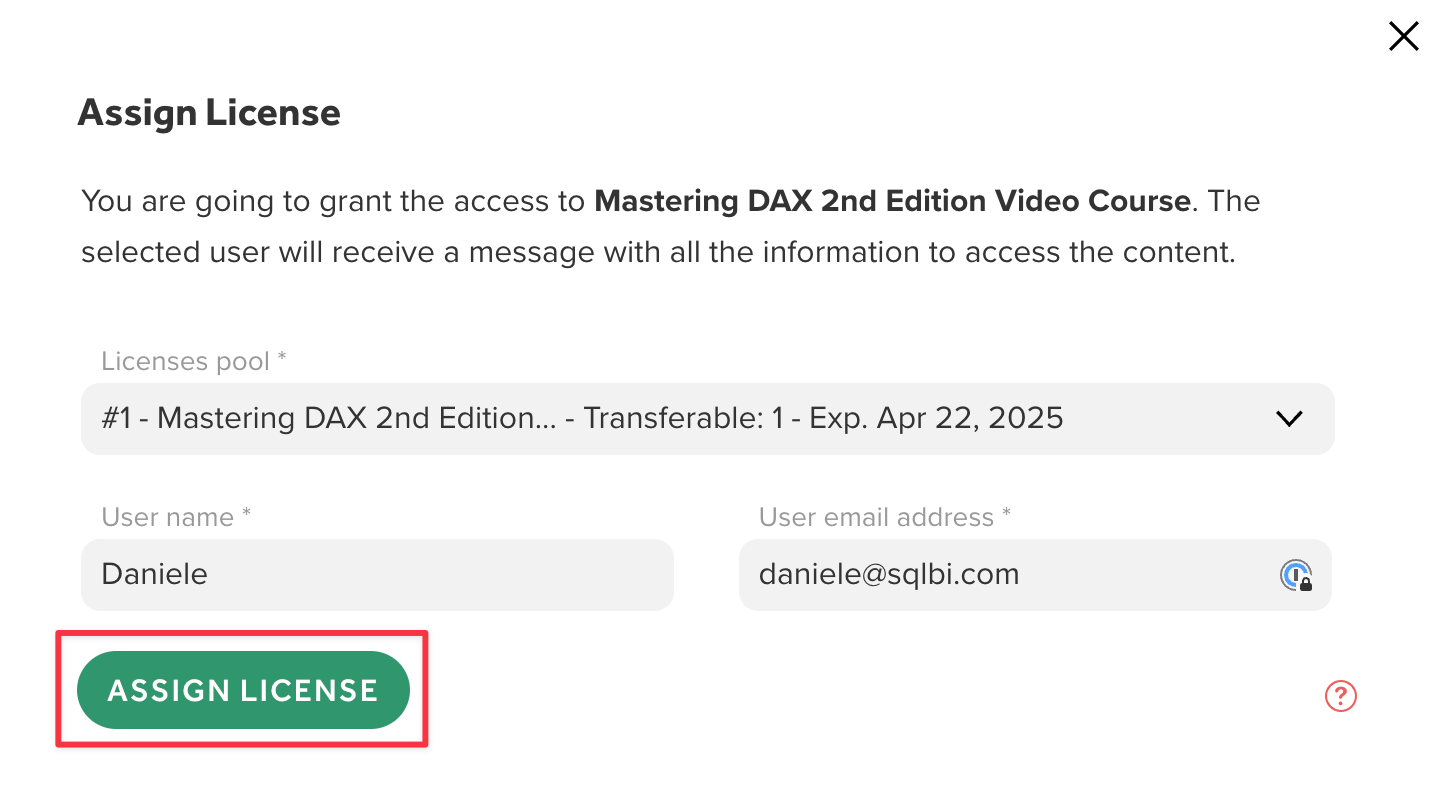 Assign License
You are going to grant the access to Mastering DAX 2nd Edition Video Course. The
selected user will receive a message with all the information to access the content.
Licenses pool *
#1 - Mastering DAX 2nd Edition... - Transferable: 1 - Exp. Apr 22, 2025
User name *
User email address *
Daniele
daniele@sqlbi.com
ASSIGN LICENSE
?